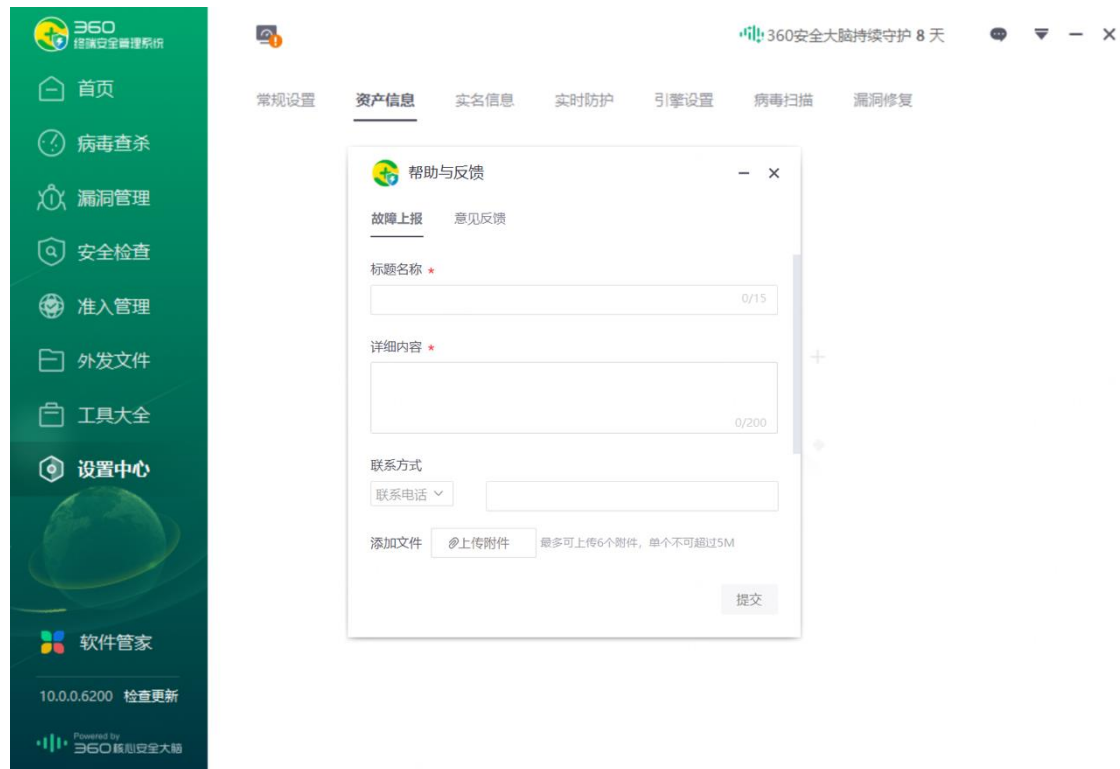 360
终端安全管理系统
360安全大脑持续守护 8 天
首页
病毒查杀
漏洞管理
安全检查
准入管理
外发文件
工具大全
设置中心
软件管家
10.0.0.6200 检查更新
Powered by
360核心安全大脑
常规设置 资产信息 实名信息 实时防护 引擎设置 病毒扫描 漏洞修复
帮助与反馈
故障上报 意见反馈
标题名称 *
0/15
详细内容 *
0/200
联系方式
联系电话
添加文件 上传附件 最多可上传6个附件，单个不可超过5M
提交